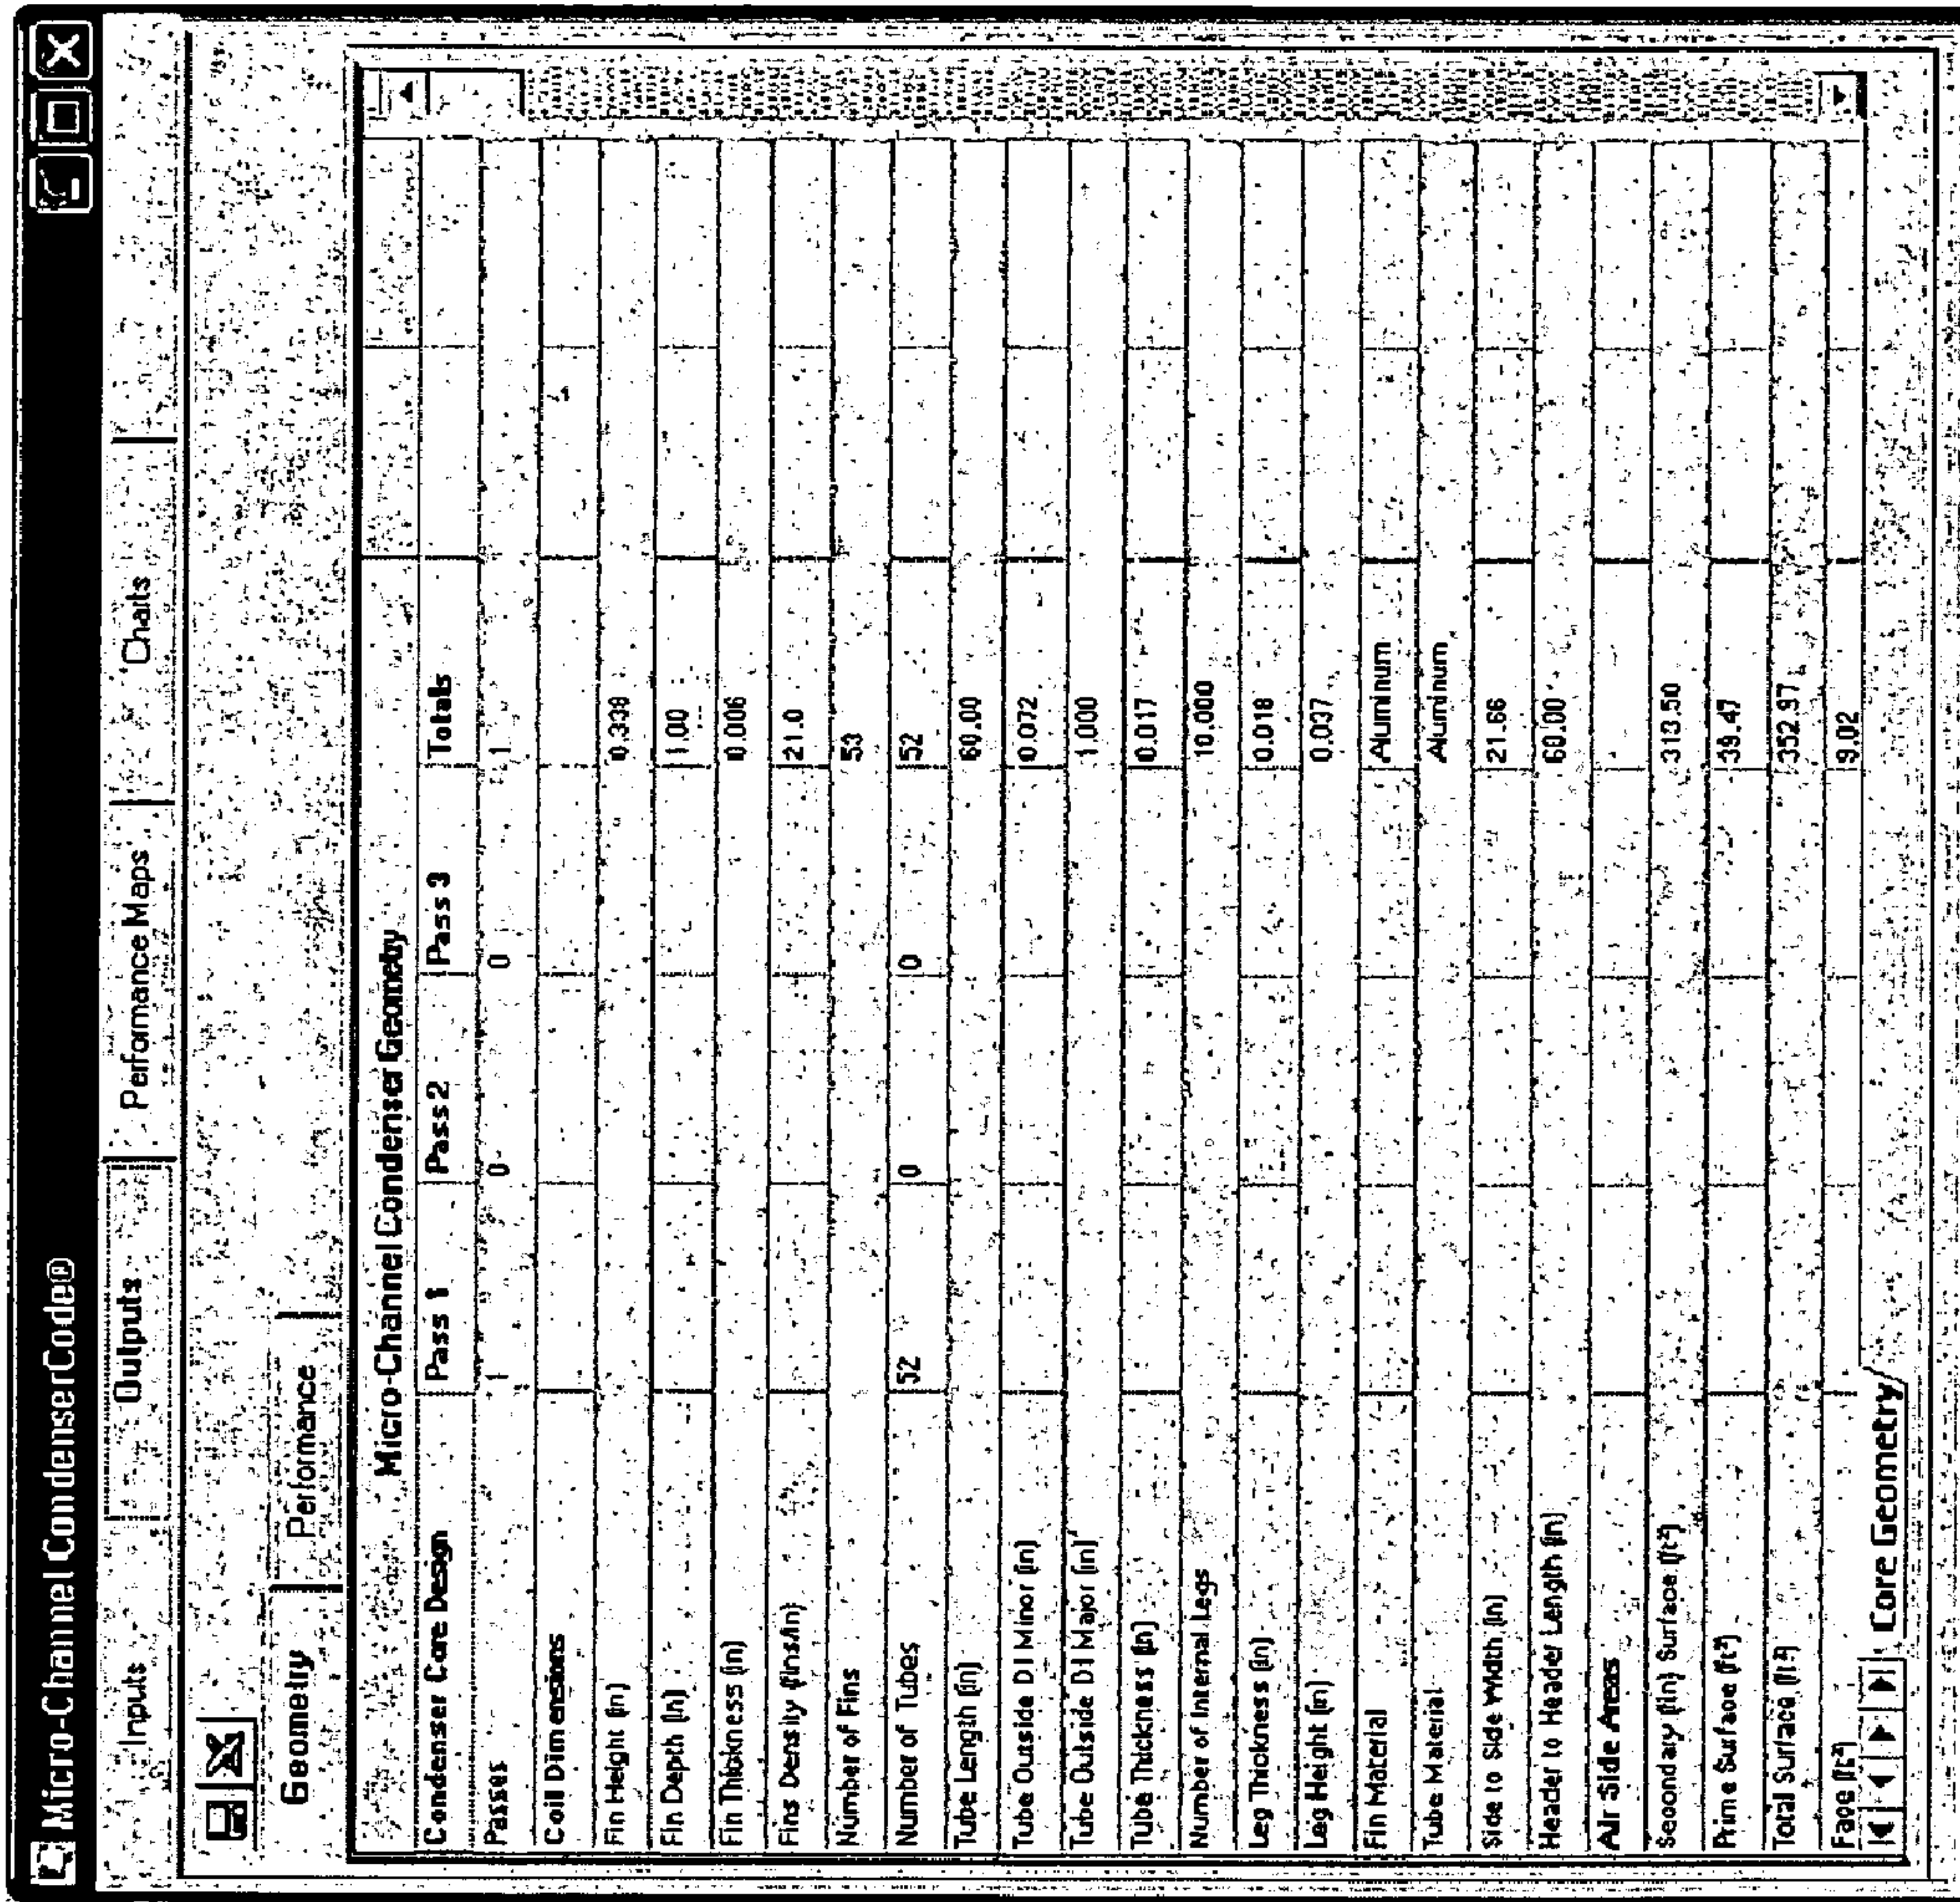 Micro-Channel CondenserCode®
Inputs Outputs Performance Maps Charts
Geometry Performance
Micro-Channel Condenser Geometry
Condenser Core Design Pass 1 Pass 2 Pass 3 Totals
Passes 1 0 0 1
Coil Dimensions
Fin Height (in) 0.339
Fin Depth (in) 1.00
Fin Thickness (in) 0.006
Fins Density (fins/in) 21.0
Number of Fins 53
Number of Tubes 52 0 0 52
Tube Length (in) 60.00
Tube Outside D1 Minor (in) 0.072
Tube Outside D1 Major (in) 1.000
Tube Thickness (in) 0.017
Number of Internal Legs 10.000
Leg Thickness (in) 0.018
Leg Height (in) 0.037
Fin Material Aluminum
Tube Material Aluminum
Side to Side Width (in) 21.66
Header to Header Length (in) 60.00
Air Side Areas
Secondary (fin) Surface (ft²) 313.50
Prime Surface (ft²) 39.47
Total Surface (ft²) 352.97
Face (ft²) 9.02
Core Geometry